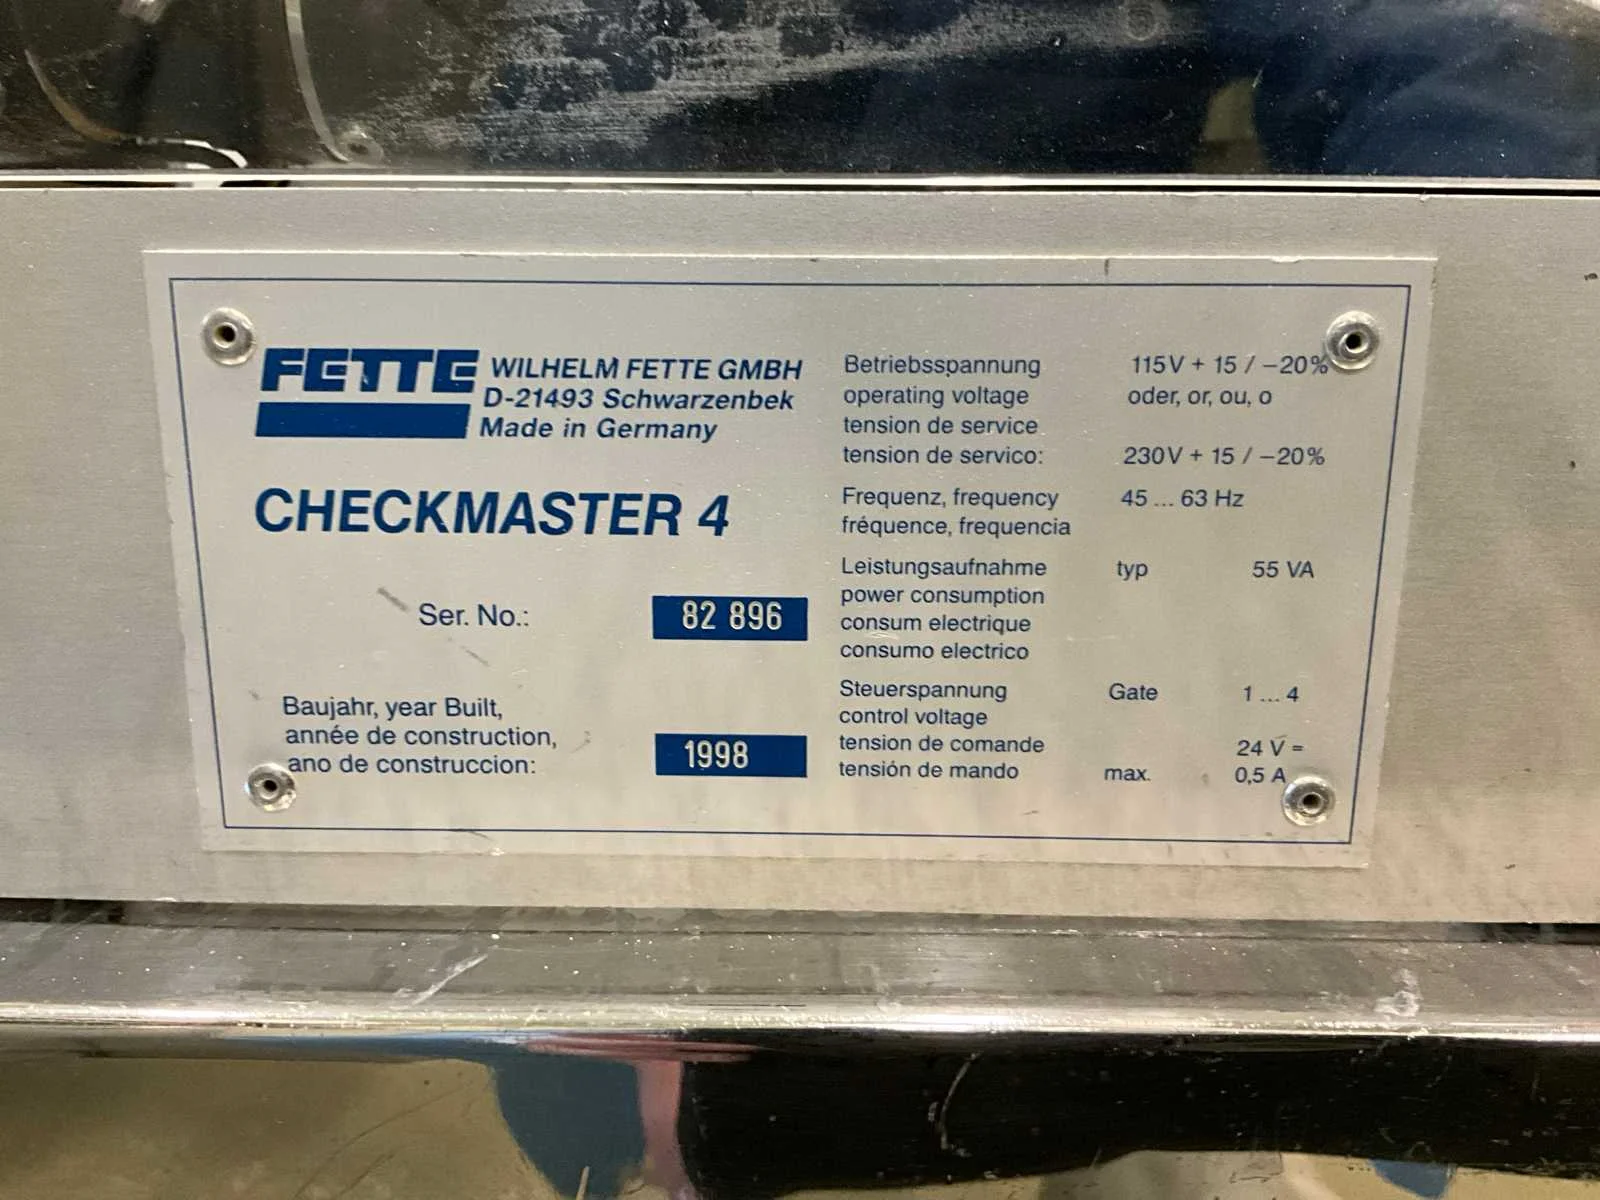 FETTE WILHELM FETTE GMBH
D-21493 Schwarzenbek
Made in Germany
CHECKMASTER 4
Ser. No.: 82 896
Baujahr, year Built,
année de construction,
ano de construccion: 1998
Betriebsspannung 115V + 15 / –20%
operating voltage oder, or, ou, o
tension de service
tension de servico: 230V + 15 / –20%
Frequenz, frequency 45 ... 63 Hz
fréquence, frequencia
Leistungsaufnahme typ 55 VA
power consumption
consum electrique
consumo electrico
Steuerspannung Gate 1 ... 4
control voltage
tension de comande 24 V =
tensión de mando max. 0,5 A